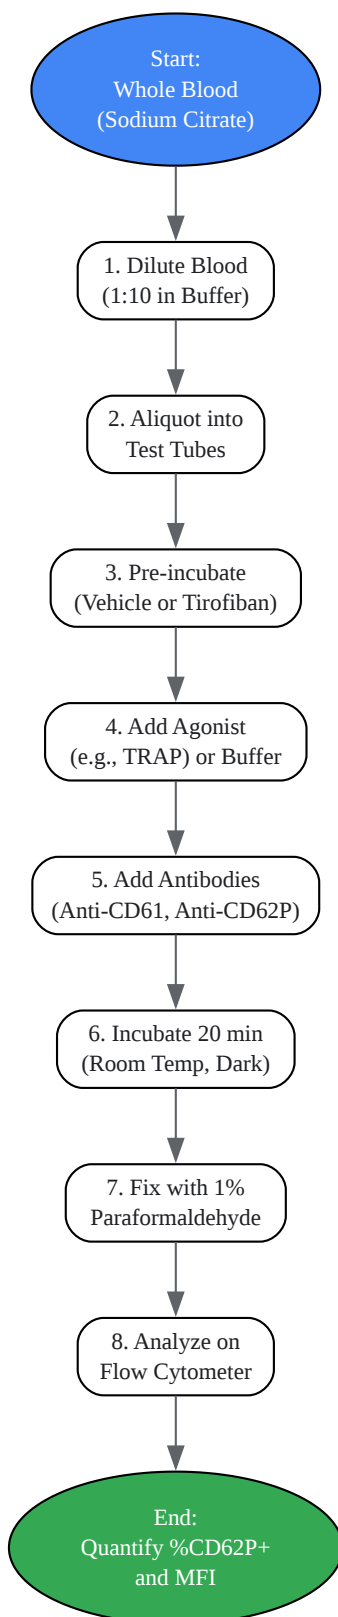 Start:
Whole Blood
(Sodium Citrate)
1. Dilute Blood
(1:10 in Buffer)
2. Aliquot into
Test Tubes
3. Pre-incubate
(Vehicle or Tirofiban)
4. Add Agonist
(e.g., TRAP) or Buffer
5. Add Antibodies
(Anti-CD61, Anti-CD62P)
6. Incubate 20 min
(Room Temp, Dark)
7. Fix with 1%
Paraformaldehyde
8. Analyze on
Flow Cytometer
End:
Quantify %CD62P+
and MFI